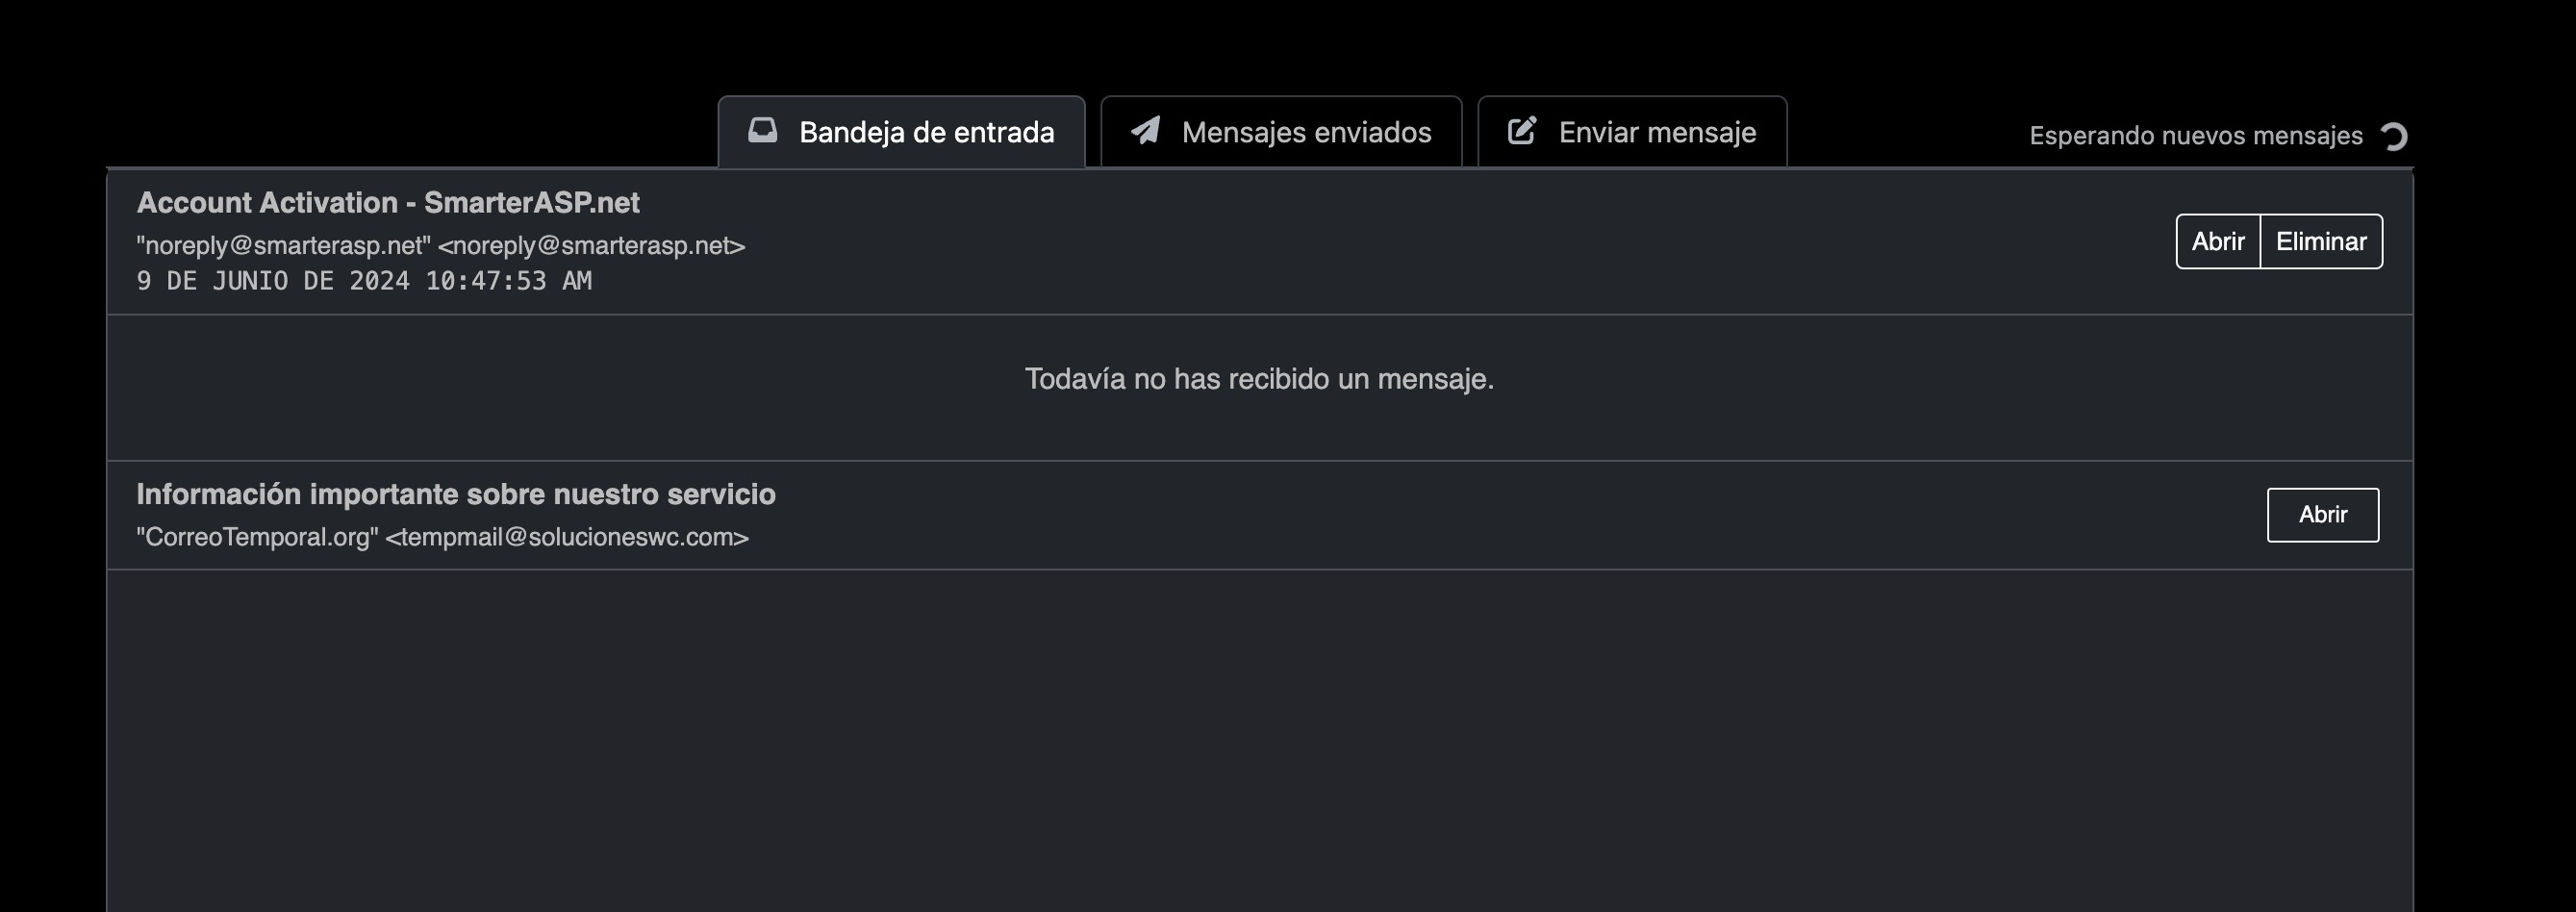 Bandeja de entrada
Mensajes enviados
Enviar mensaje
Esperando nuevos mensajes
Account Activation - SmarterASP.net
"noreply@smarterasp.net" <noreply@smarterasp.net>
9 DE JUNIO DE 2024 10:47:53 AM
Abrir
Eliminar
Todavía no has recibido un mensaje.
Información importante sobre nuestro servicio
"CorreoTemporal.org" <tempmail@solucioneswc.com>
Abrir